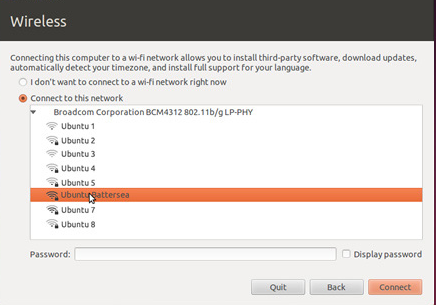 Wireless
Connecting this computer to a wi-fi network allows you to install third-party software, download updates,
automatically detect your timezone, and install full support for your language.
I don't want to connect to a wi-fi network right now
Connect to this network
Broadcom Corporation BCM4312 802.11b/g LP-PHY
Ubuntu 1
Ubuntu 2
Ubuntu 3
Ubuntu 4
Ubuntu 5
Ubuntu Battersea
Ubuntu 7
Ubuntu 8
Password:
Display password
Quit
Back
Connect